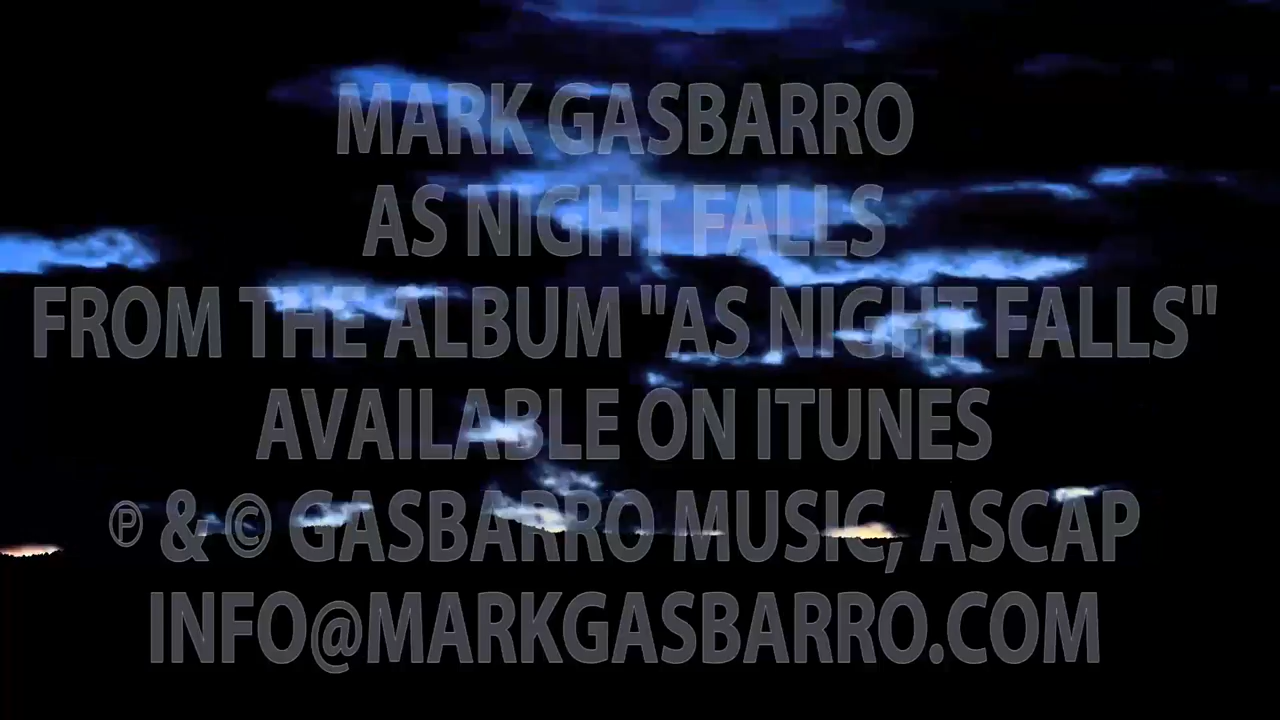 MARK GASBARRO
AS NIGHT FALLS
FROM THE ALBUM "AS NIGHT FALLS"
AVAILABLE ON ITUNES
℗ & © GASBARRO MUSIC, ASCAP
INFO@MARKGASBARRO.COM